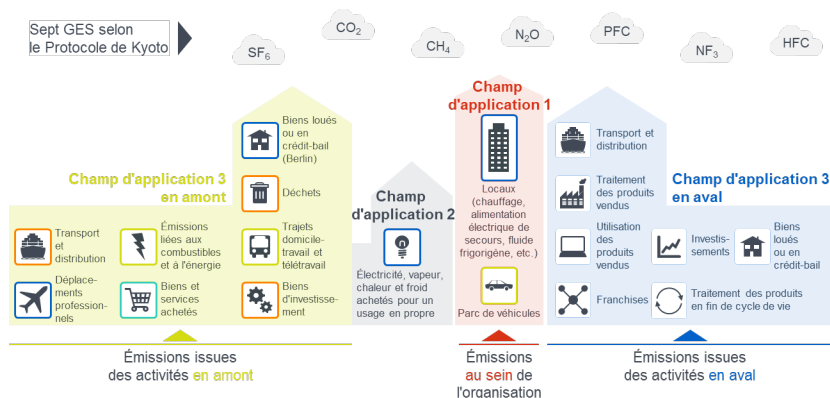 Sept GES selon
le Protocole de Kyoto
SF6
CO2
CH4
N2O
PFC
NF3
HFC
Champ d'application 3
en amont
Biens loués
ou en
crédit-bail
(Berlin)
Déchets
Transport
et
distribution
Émissions
liées aux
combustibles
et à l'énergie
Trajets
domicile-
travail et
télétravail
Déplace-
ments
profession-
nels
Biens et
services
achetés
Biens
d'investisse-
ment
Champ
d'application 2
Électricité, vapeur,
chaleur et froid
achetés pour un
usage en propre
Champ
d'application 1
Locaux
(chauffage,
alimentation
électrique de
secours, fluide
frigorigène, etc.)
Parc de véhicules
Champ d'application 3
en aval
Transport et
distribution
Traitement
des produits
vendus
Utilisation
des
produits
vendus
Investis-
sements
Biens
loués
ou en
crédit-bail
Franchises
Traitement des produits
en fin de cycle de vie
Émissions issues
des activités en amont
Émissions
au sein de
l'organisation
Émissions issues
des activités en aval